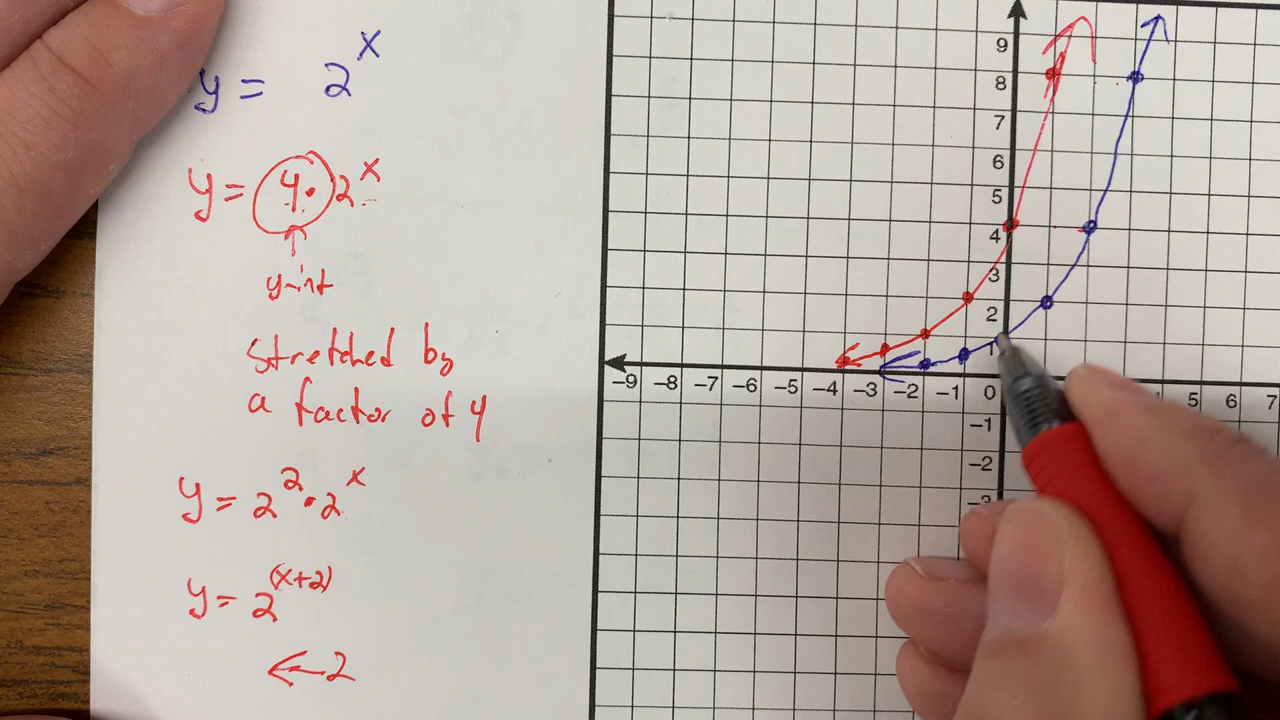 y = 2^x
y = 4 • 2^x
y-int
stretched by
a factor of 4
y = 2^2 • 2^x
y = 2^(x+2)
← 2
9
8
7
6
5
4
3
2
1
−9 −8 −7 −6 −5 −4 −3 −2 −1 0 5 6 7
−1
−2
−3